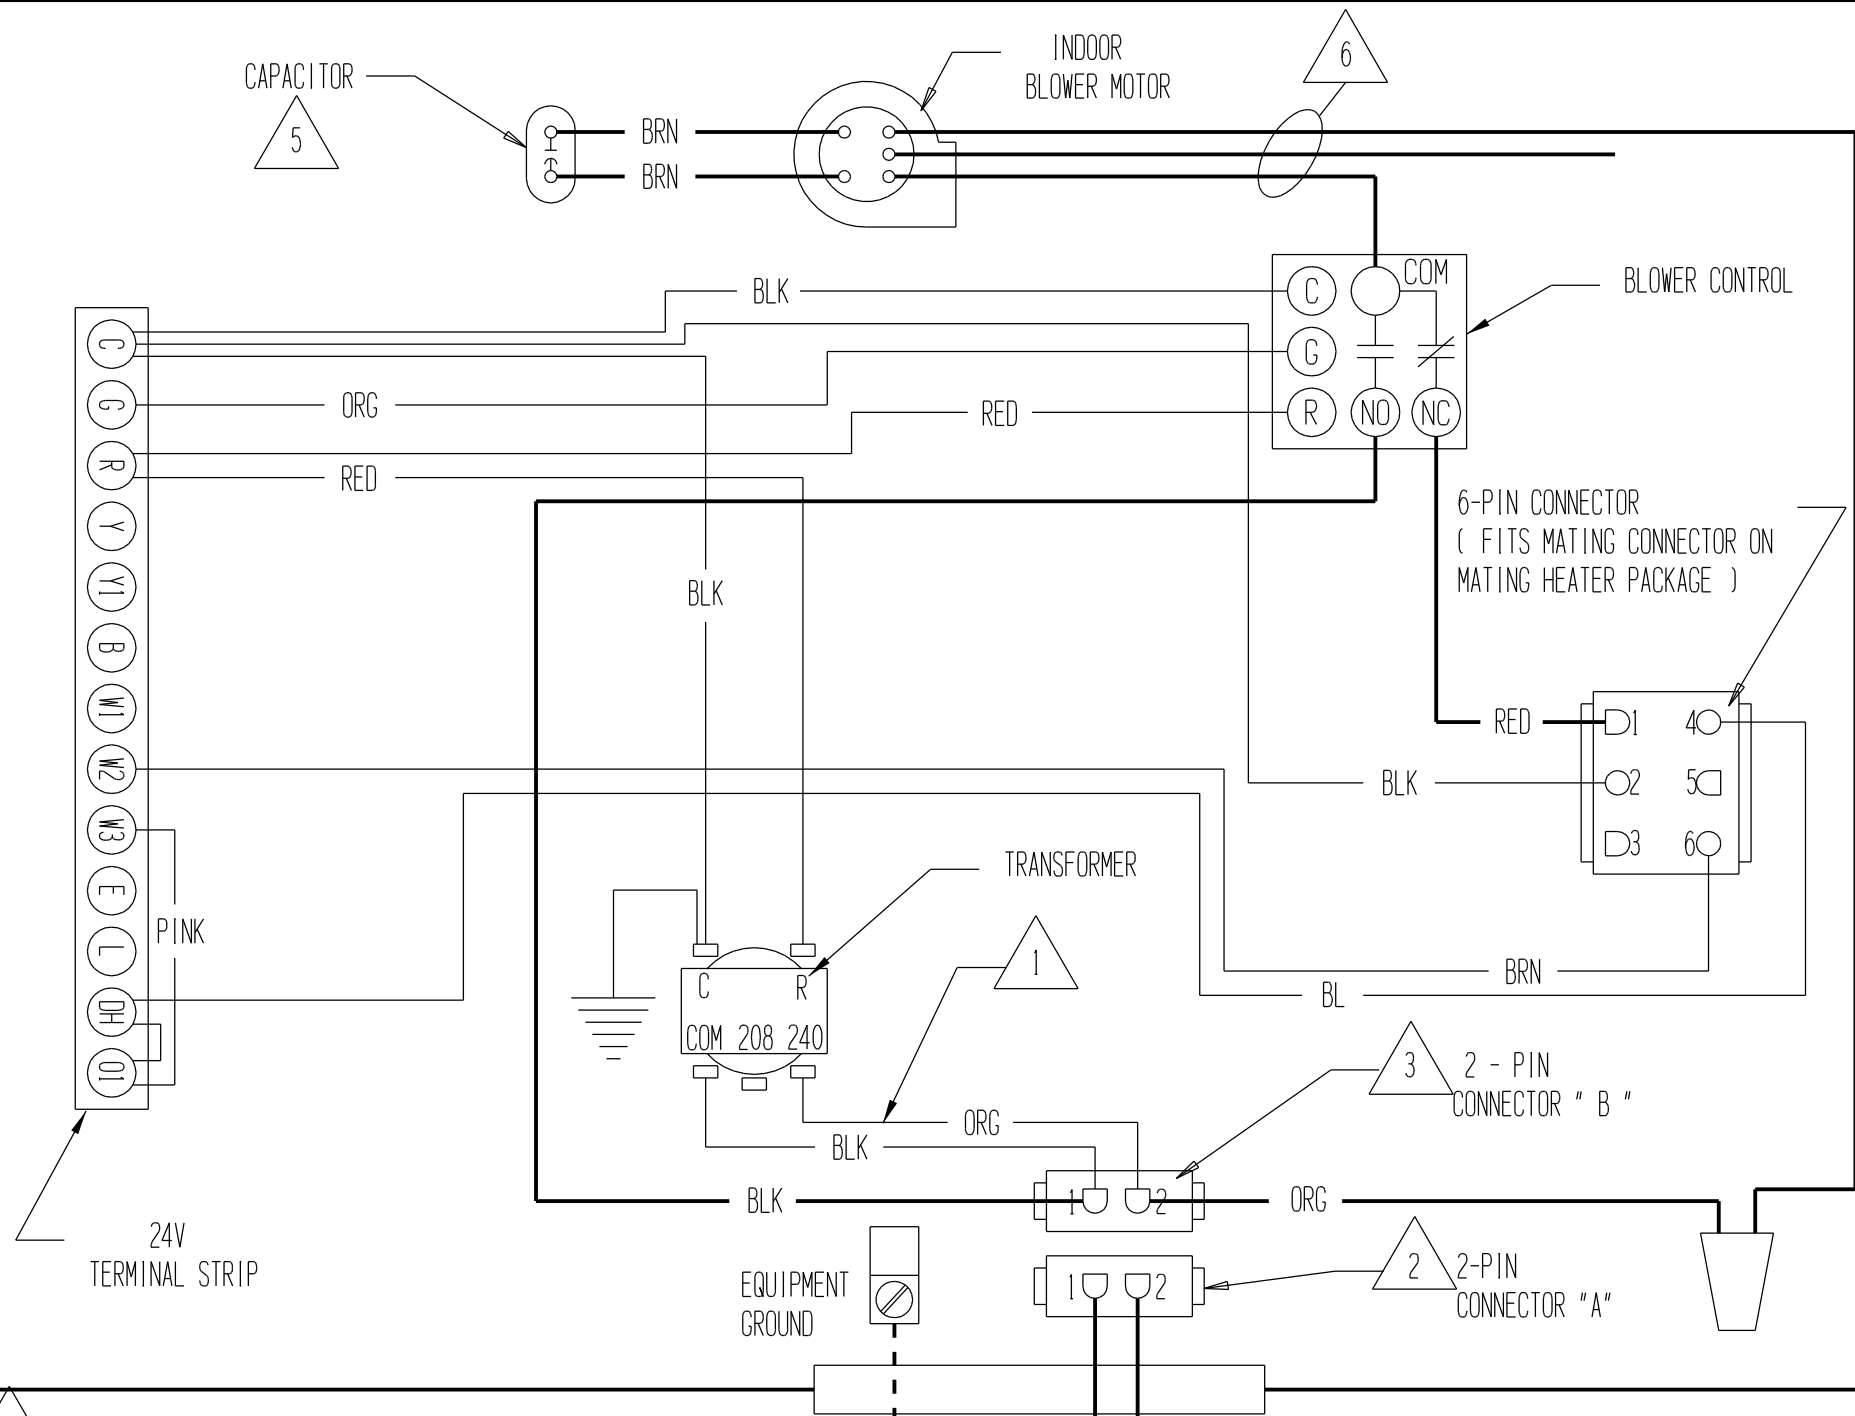 INDOOR
BLOWER MOTOR
6
CAPACITOR
5
BRN
BRN
COM
BLOWER CONTROL
BLK
C
G
R
NO
NC
C
G
R
Y
Y1
B
W1
W2
W3
E
L
DH
O1
ORG
RED
RED
6-PIN CONNECTOR
( FITS MATING CONNECTOR ON
MATING HEATER PACKAGE )
BLK
RED
1
4
BLK
2
5
3
6
TRANSFORMER
PINK
1
BRN
BL
C
R
COM 208 240
3
2 - PIN
CONNECTOR " B "
ORG
BLK
BLK
1
2
ORG
24V
TERMINAL STRIP
EQUIPMENT
GROUND
1
2
2
2-PIN
CONNECTOR "A"